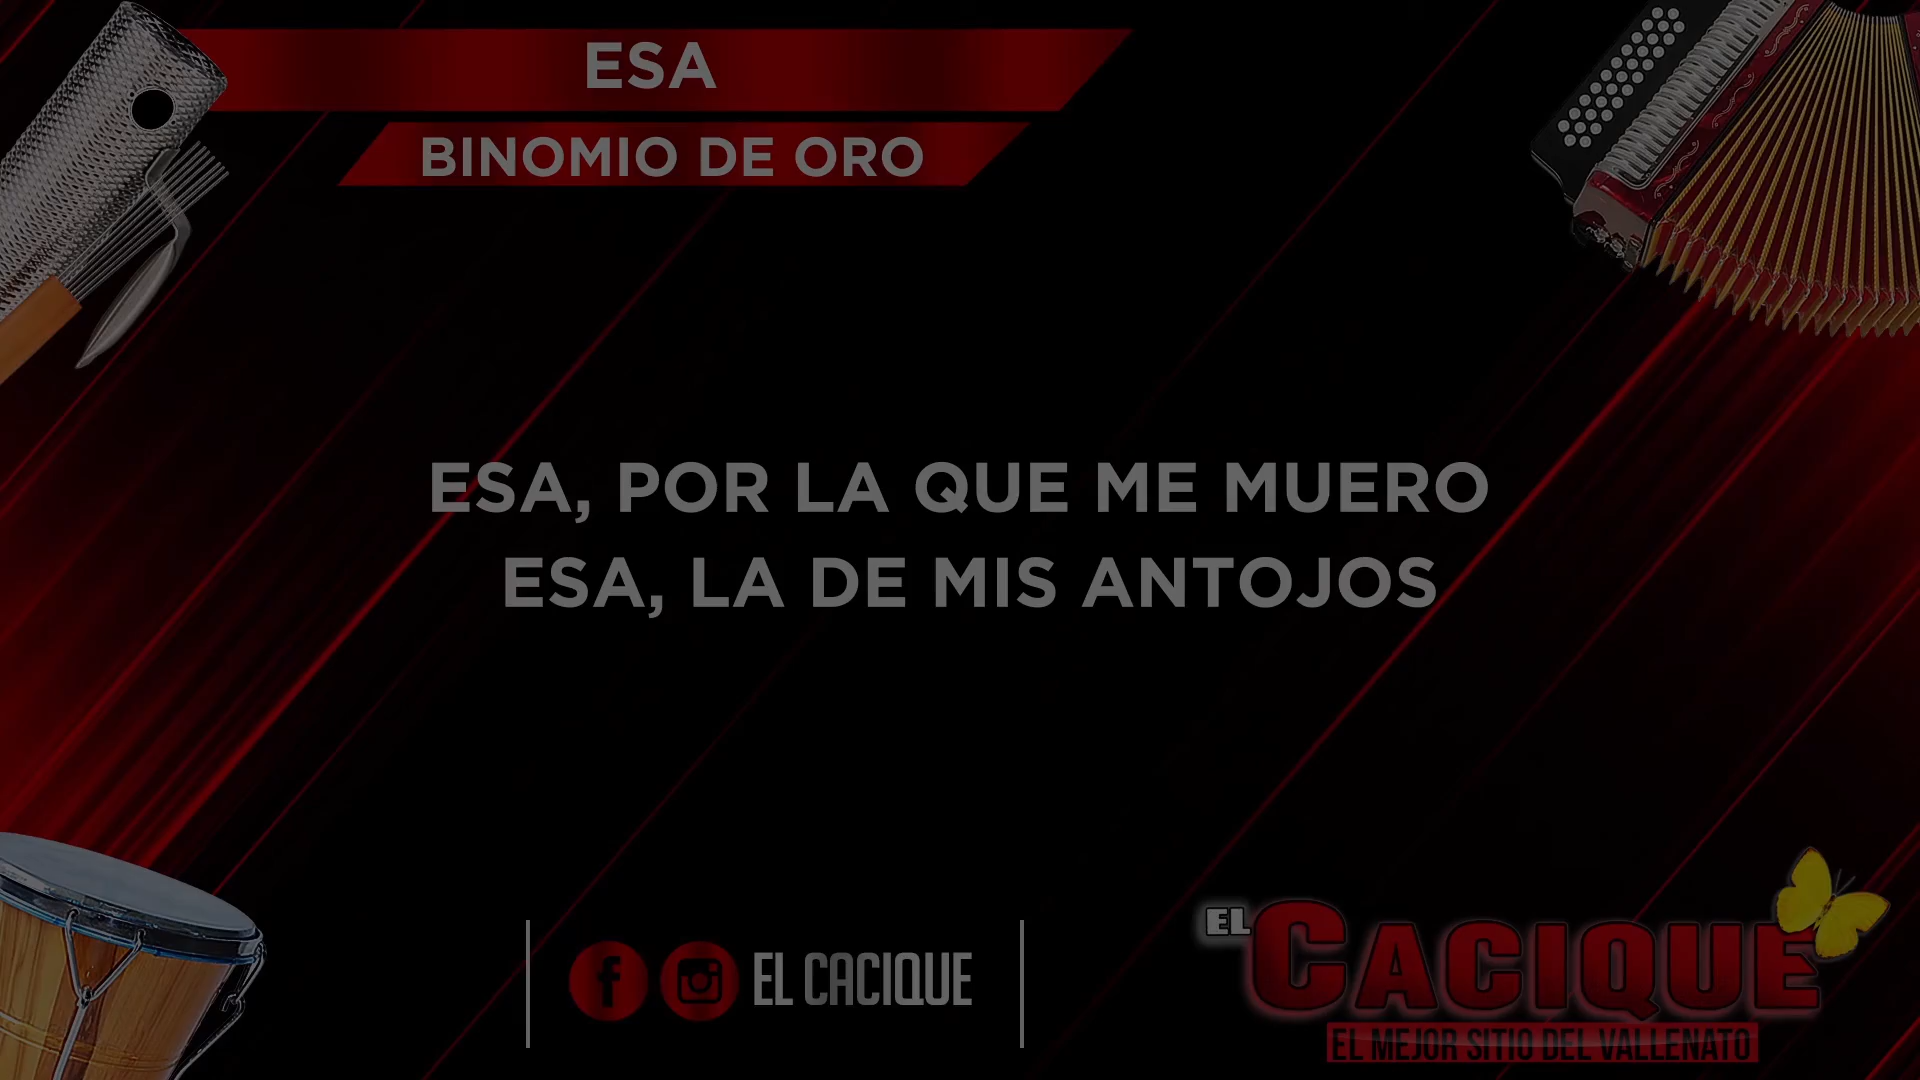 ESA
BINOMIO DE ORO
ESA, POR LA QUE ME MUERO
ESA, LA DE MIS ANTOJOS
EL CACIQUE
EL CACIQUE
EL MEJOR SITIO DEL VALLENATO